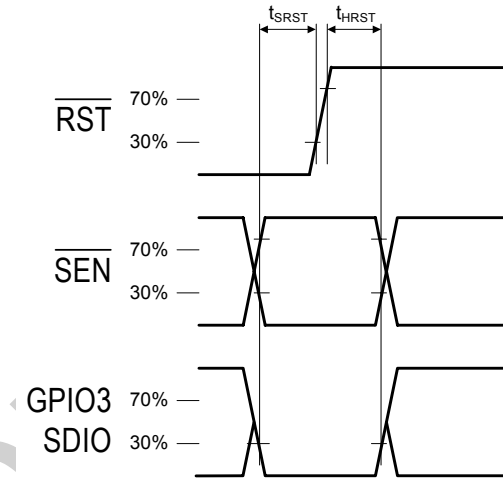 tSRST tHRST
RST 70%
30%
SEN 70%
30%
GPIO3 70%
SDIO 30%